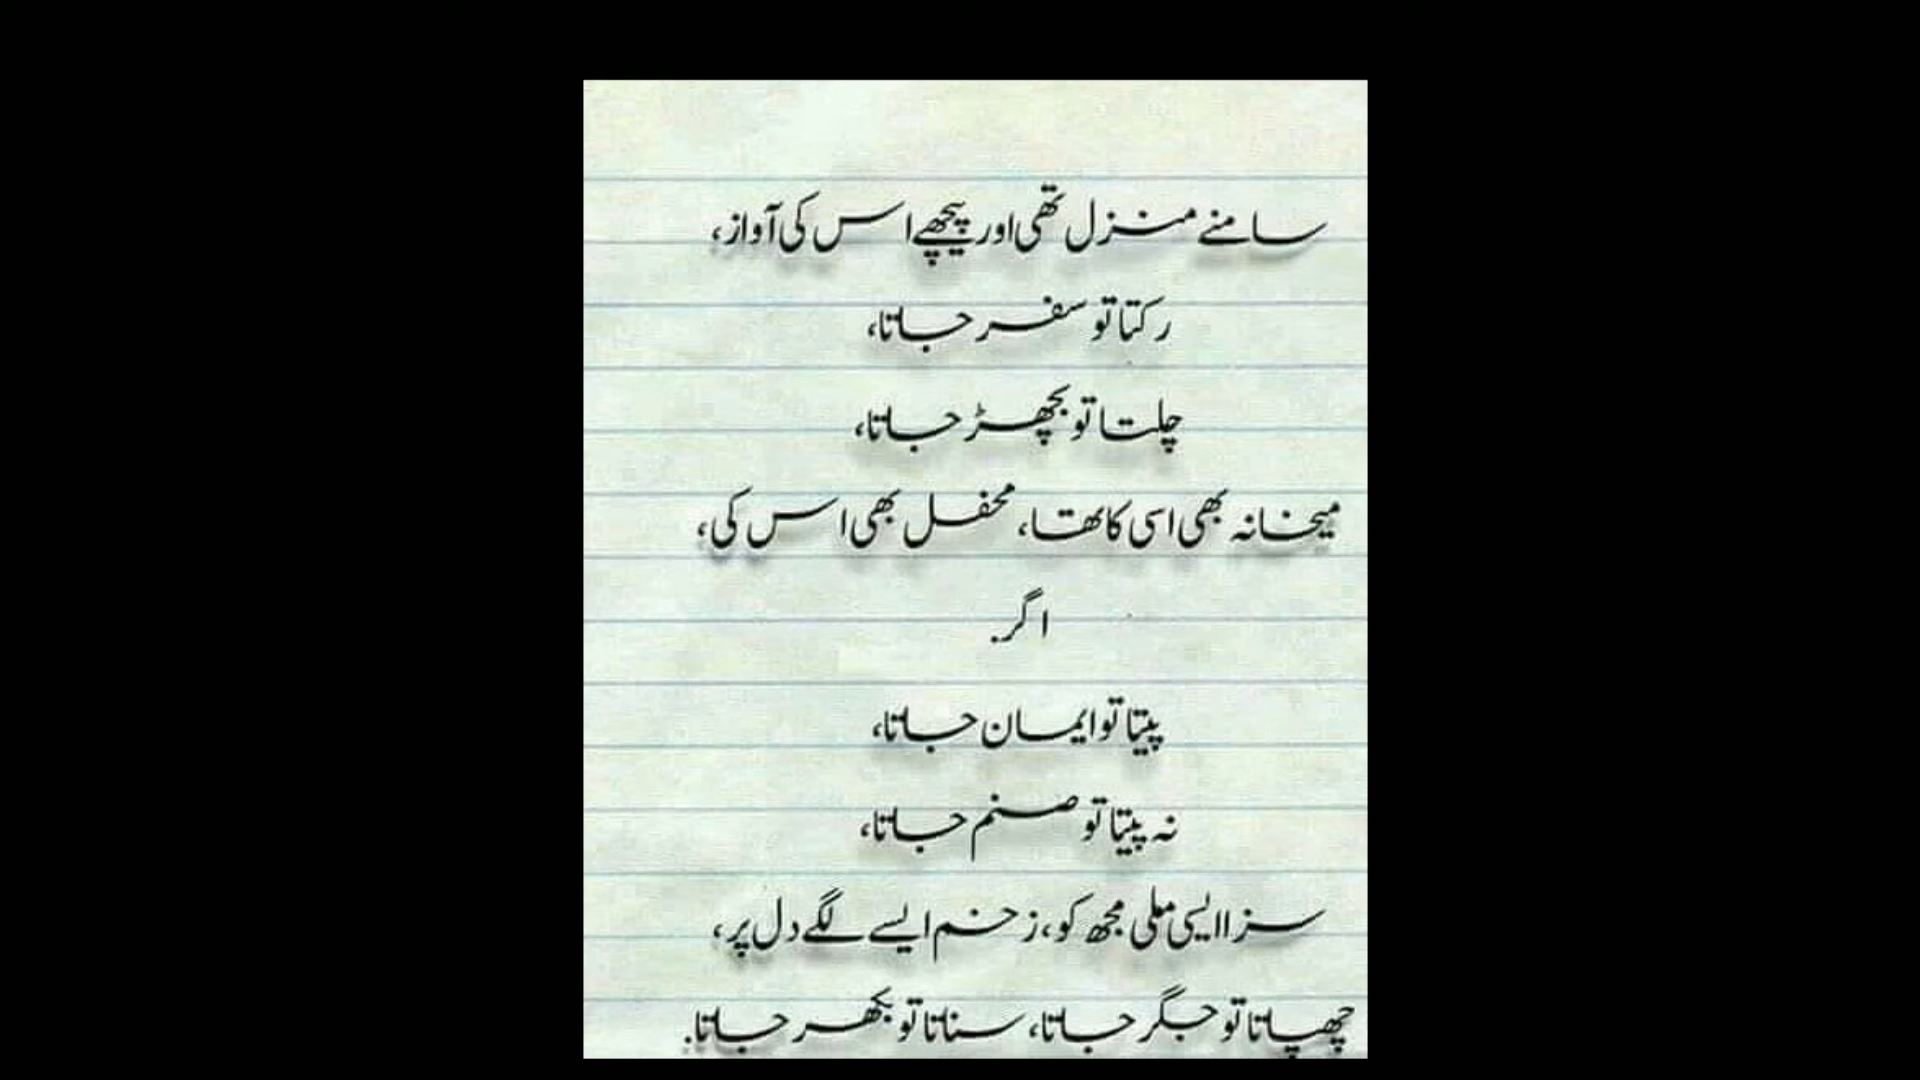 سامنے منزل تھی اور پیچھے اس کی آواز،
رکتا تو سفر جاتا،
چلتا تو بچھڑ جاتا،
میخانہ بھی اسی کا تھا، محفل بھی اس کی،
اگر.
پیتا تو ایمان جاتا،
نہ پیتا تو صنم جاتا،
سزا ایسی ملی مجھ کو، زخم ایسے لگے دل پر،
چھپاتا تو جگر جاتا، سناتا تو بکھر جاتا.